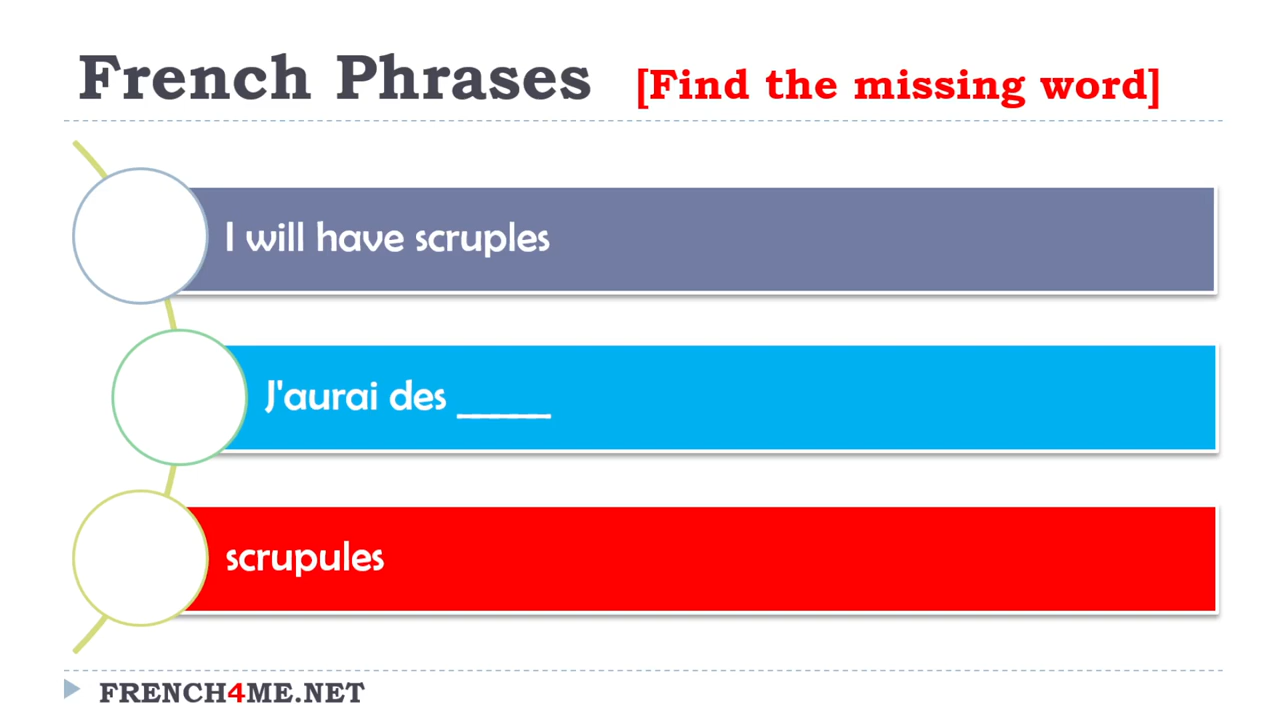 French Phrases [Find the missing word]
I will have scruples
J'aurai des _____
scrupules
FRENCH4ME.NET